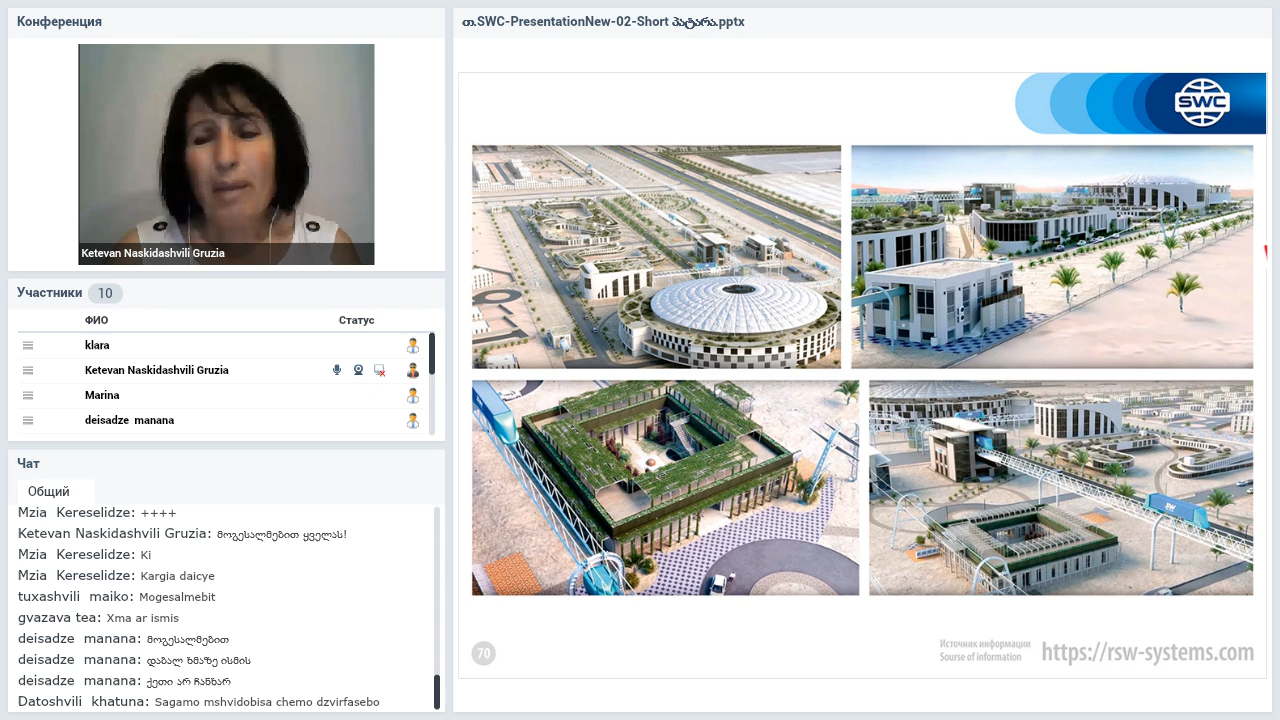 Конференция
Ketevan Naskidashvili Gruzia
Участники 10
ФИО Статус
klara
Ketevan Naskidashvili Gruzia
Marina
deisadze manana
Чат
Общий
Mzia Kereselidze: ++++
Ketevan Naskidashvili Gruzia: მოგესალმებით ყველას!
Mzia Kereselidze: Ki
Mzia Kereselidze: Kargia daicye
tuxashvili maiko: Mogesalmebit
gvazava tea: Xma ar ismis
deisadze manana: მოგესალმებით
deisadze manana: დაბალ ხმაზე ისმის
deisadze manana: ქეთი არ ჩანხარ
Datoshvili khatuna: Sagamo mshvidobisa chemo dzvirfasebo
თ.SWC-PresentationNew-02-Short პატარა.pptx
SWC
70
Источник информации
Sourse of information
https://rsw-systems.com